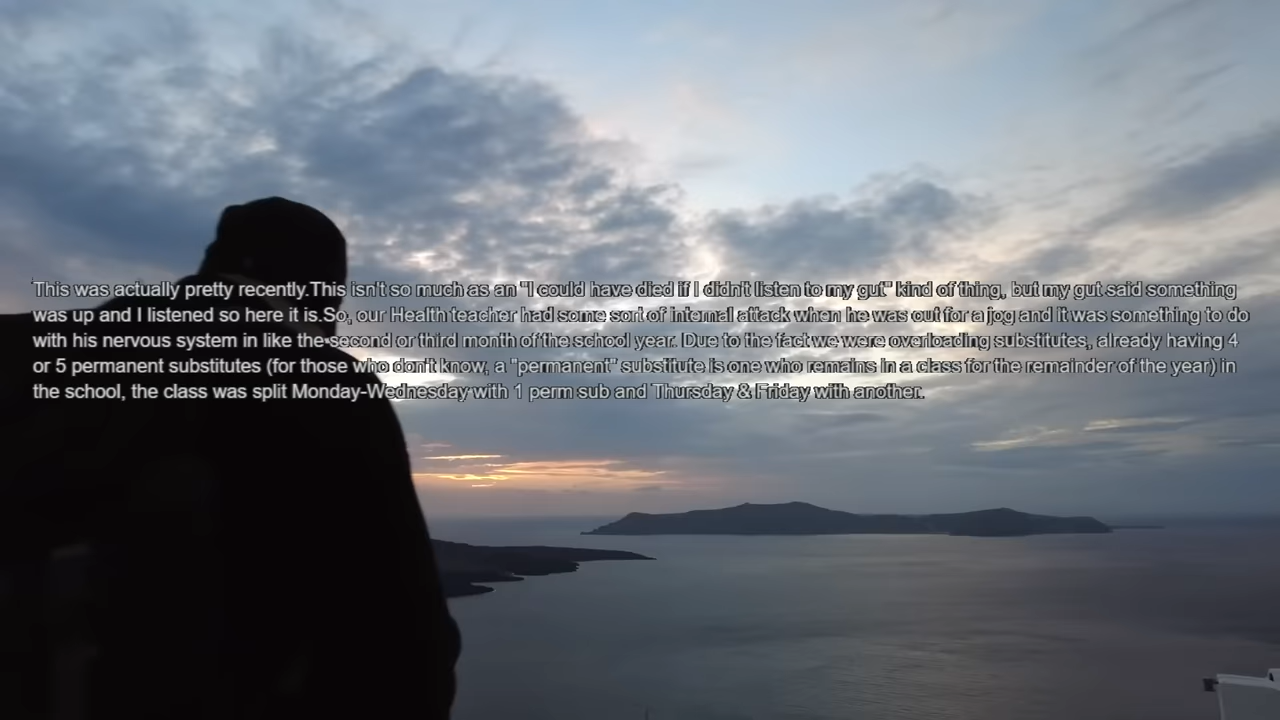 This was actually pretty recently.This isn't so much as an "I could have died if I didn't listen to my gut" kind of thing, but my gut said something
was up and I listened so here it is.So, our Health teacher had some sort of internal attack when he was out for a jog and it was something to do
with his nervous system in like the second or third month of the school year. Due to the fact we were overloading substitutes, already having 4
or 5 permanent substitutes (for those who don't know, a "permanent" substitute is one who remains in a class for the remainder of the year) in
the school, the class was split Monday-Wednesday with 1 perm sub and Thursday & Friday with another.